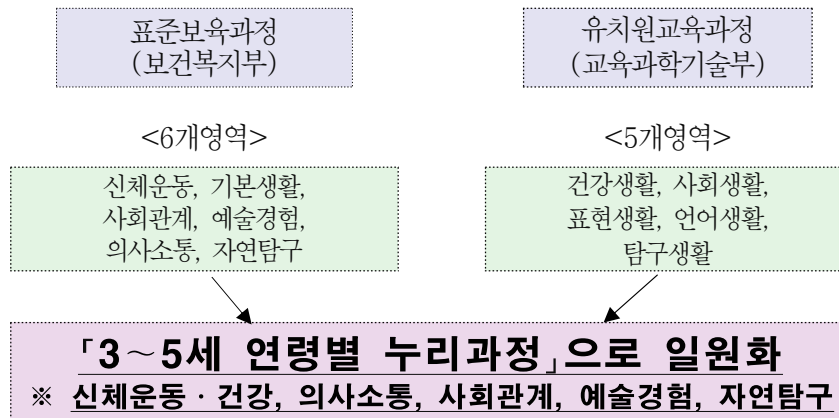 표준보육과정
(보건복지부)
유치원교육과정
(교육과학기술부)
<6개영역>
<5개영역>
신체운동, 기본생활,
사회관계, 예술경험,
의사소통, 자연탐구
건강생활, 사회생활,
표현생활, 언어생활,
탐구생활
「3～5세 연령별 누리과정」으로 일원화
※ 신체운동·건강, 의사소통, 사회관계, 예술경험, 자연탐구